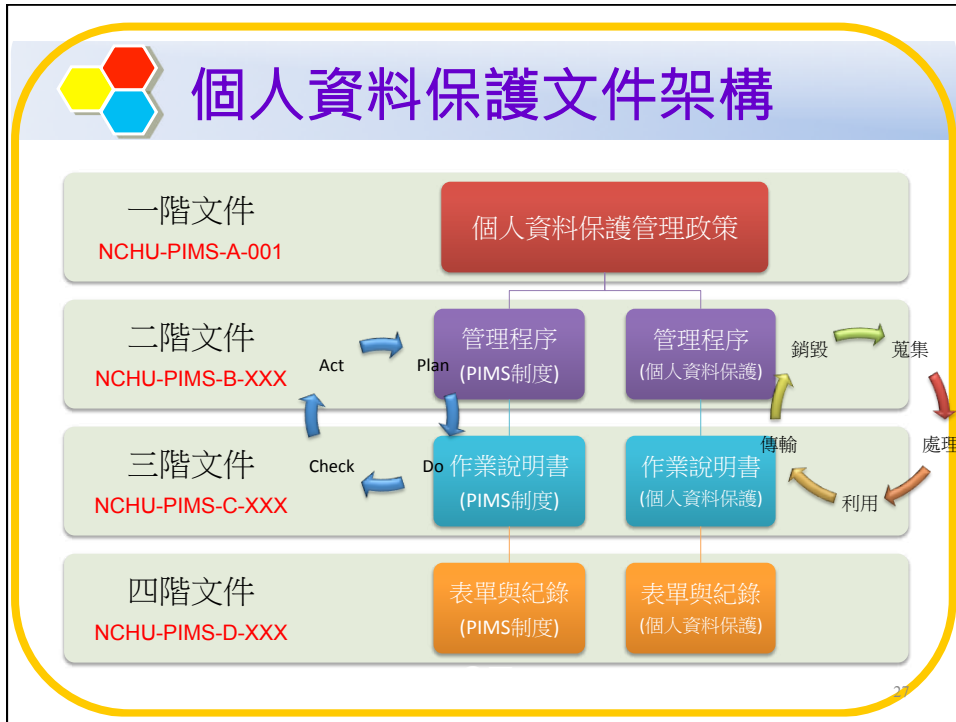 個人資料保護文件架構
一階文件
NCHU-PIMS-A-001
個人資料保護管理政策
二階文件
NCHU-PIMS-B-XXX
Act
Plan
管理程序
(PIMS制度)
管理程序
(個人資料保護)
銷毀
蒐集
三階文件
NCHU-PIMS-C-XXX
Check
Do
作業說明書
(PIMS制度)
作業說明書
(個人資料保護)
傳輸
處理
利用
四階文件
NCHU-PIMS-D-XXX
表單與紀錄
(PIMS制度)
表單與紀錄
(個人資料保護)
27